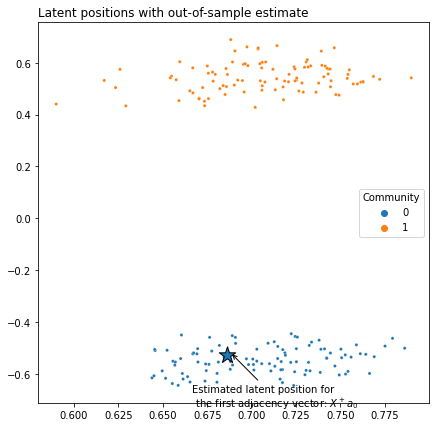 Latent positions with out-of-sample estimate
0.6
0.4
0.2
0.0
−0.2
−0.4
−0.6
Community
0
1
Estimated latent position for
the first adjacency vector: $X_i^+ a_0$
0.600 0.625 0.650 0.675 0.700 0.725 0.750 0.775